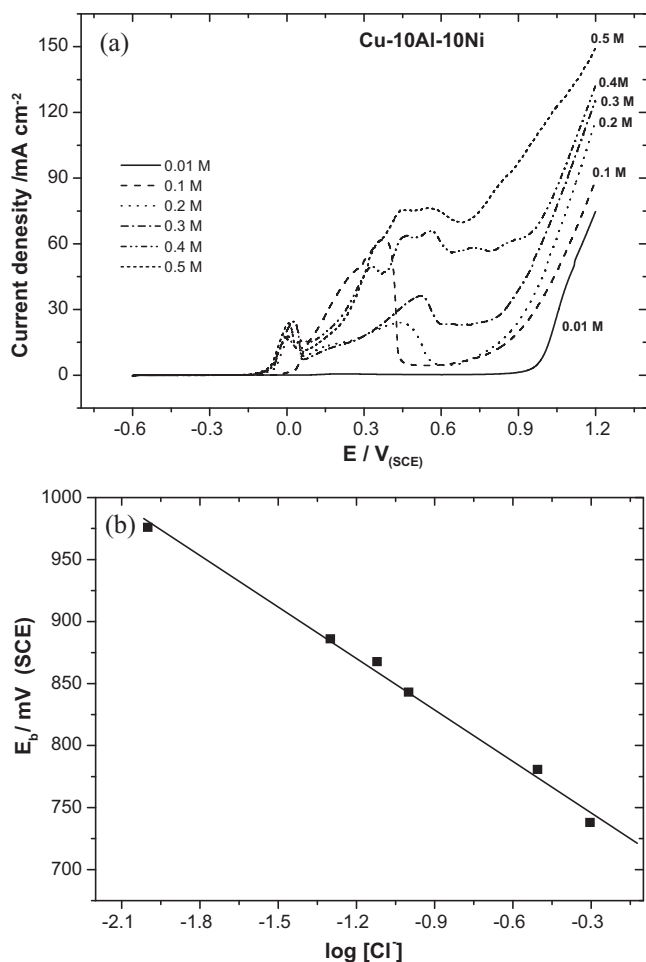 (a)
Cu-10Al-10Ni
0.5 M
0.4M
0.3 M
0.2 M
0.1 M
0.01 M
0.01 M
0.1 M
0.2 M
0.3 M
0.4 M
0.5 M
150
120
90
60
30
0
Current denesity /mA cm⁻²
-0.6 -0.3 0.0 0.3 0.6 0.9 1.2
E / V(SCE)
(b)
1000
950
900
850
800
750
700
E_b/ mV (SCE)
-2.1 -1.8 -1.5 -1.2 -0.9 -0.6 -0.3
log [Cl⁻]